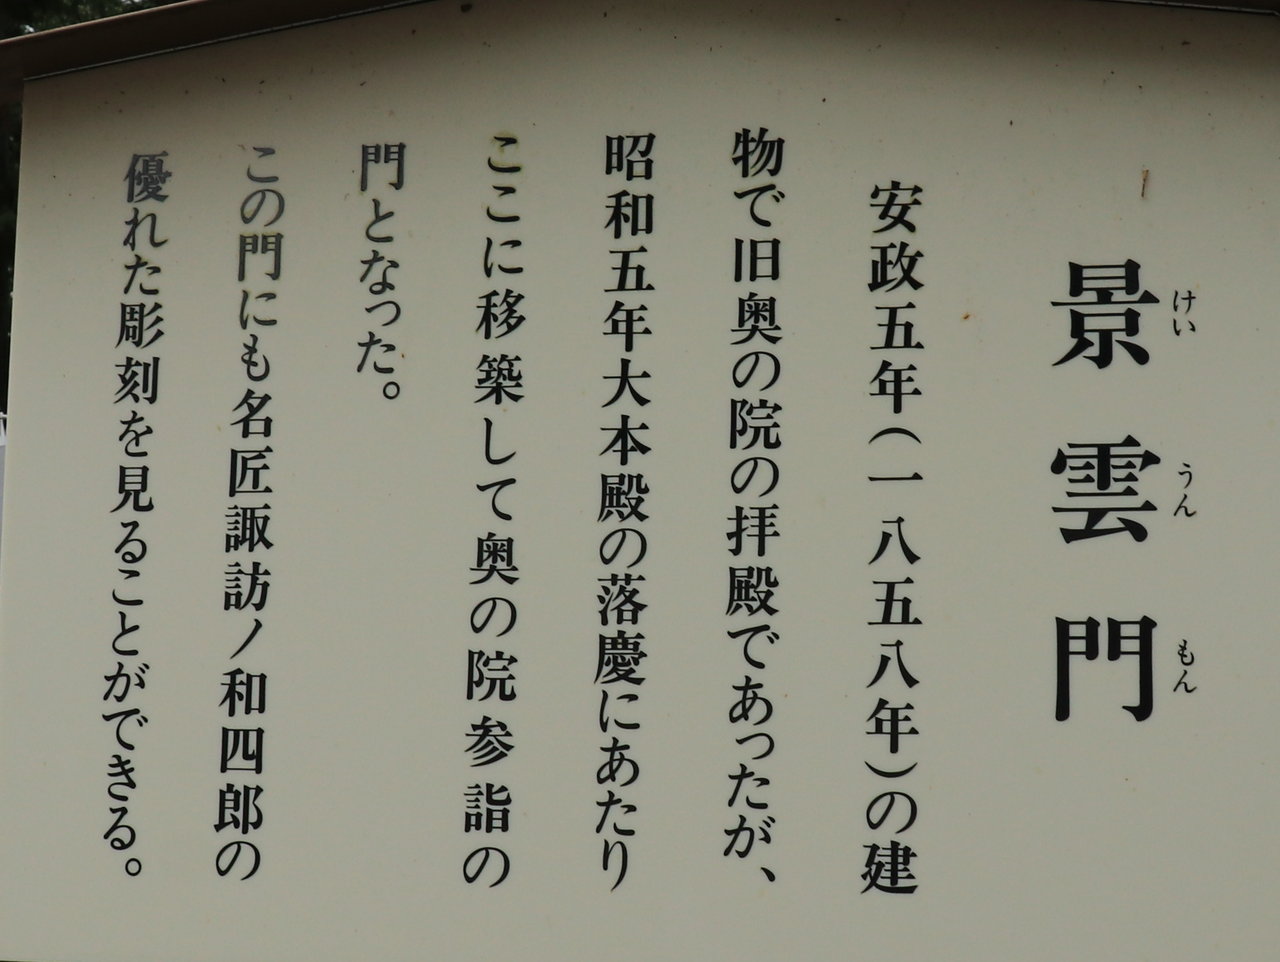 景雲門
けいうんもん
安政五年(一八五八年)の建
物で旧奥の院の拝殿であったが、
昭和五年大本殿の落慶にあたり
ここに移築して奥の院参詣の
門となった。
この門にも名匠諏訪ノ和四郎の
優れた彫刻を見ることができる。